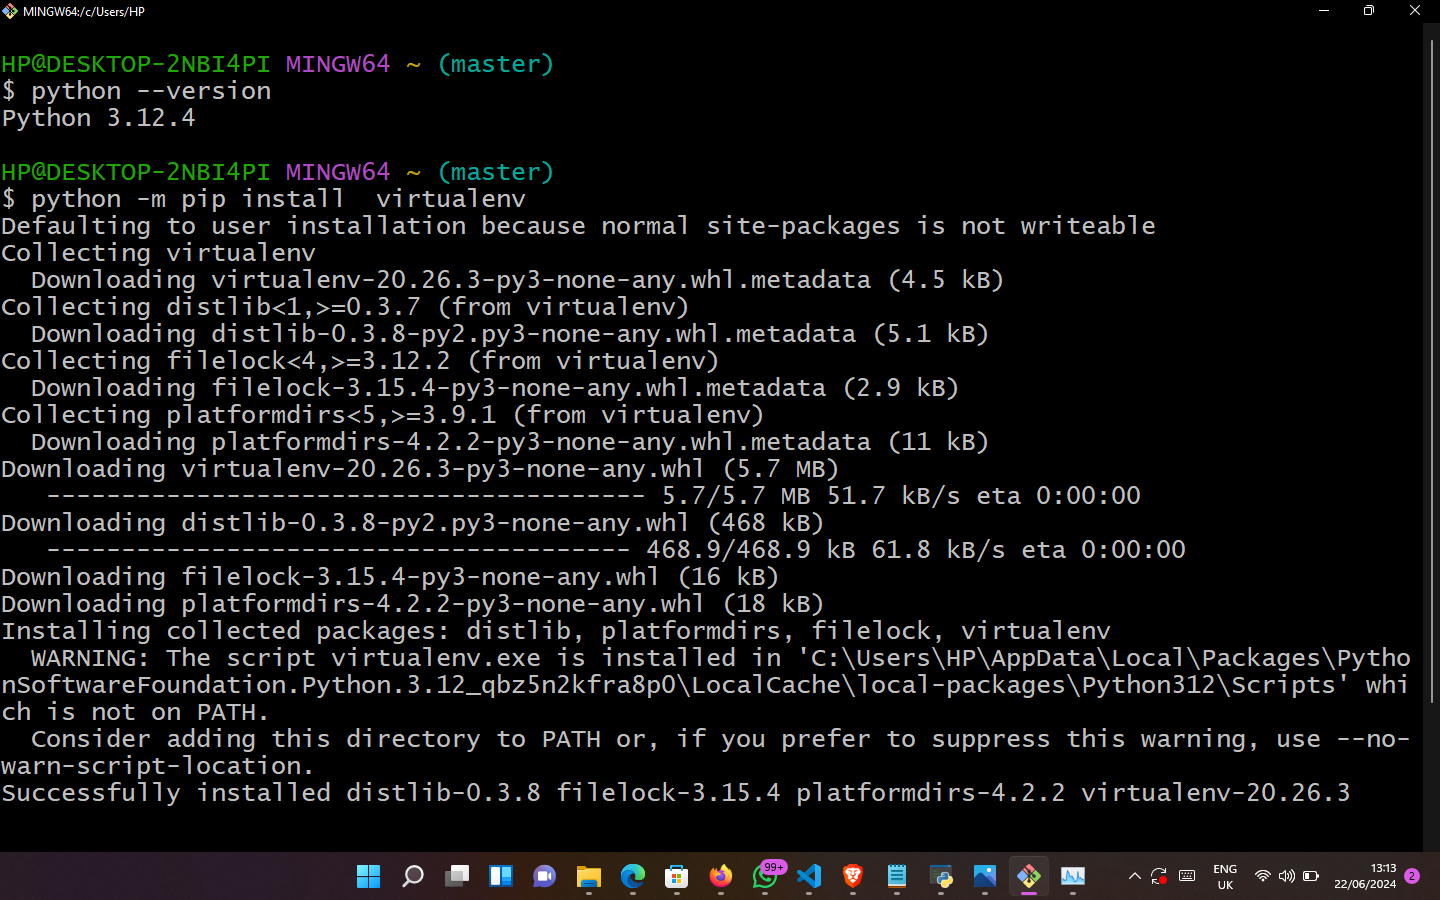 MINGW64:/c/Users/HP
HP@DESKTOP-2NBI4PI MINGW64 ~ (master)
$ python --version
Python 3.12.4
HP@DESKTOP-2NBI4PI MINGW64 ~ (master)
$ python -m pip install  virtualenv
Defaulting to user installation because normal site-packages is not writeable
Collecting virtualenv
  Downloading virtualenv-20.26.3-py3-none-any.whl.metadata (4.5 kB)
Collecting distlib<1,>=0.3.7 (from virtualenv)
  Downloading distlib-0.3.8-py2.py3-none-any.whl.metadata (5.1 kB)
Collecting filelock<4,>=3.12.2 (from virtualenv)
  Downloading filelock-3.15.4-py3-none-any.whl.metadata (2.9 kB)
Collecting platformdirs<5,>=3.9.1 (from virtualenv)
  Downloading platformdirs-4.2.2-py3-none-any.whl.metadata (11 kB)
Downloading virtualenv-20.26.3-py3-none-any.whl (5.7 MB)
   ---------------------------------------- 5.7/5.7 MB 51.7 kB/s eta 0:00:00
Downloading distlib-0.3.8-py2.py3-none-any.whl (468 kB)
   --------------------------------------- 468.9/468.9 kB 61.8 kB/s eta 0:00:00
Downloading filelock-3.15.4-py3-none-any.whl (16 kB)
Downloading platformdirs-4.2.2-py3-none-any.whl (18 kB)
Installing collected packages: distlib, platformdirs, filelock, virtualenv
  WARNING: The script virtualenv.exe is installed in 'C:\Users\HP\AppData\Local\Packages\Pytho
nSoftwareFoundation.Python.3.12_qbz5n2kfra8p0\LocalCache\local-packages\Python312\Scripts' whi
ch is not on PATH.
  Consider adding this directory to PATH or, if you prefer to suppress this warning, use --no-
warn-script-location.
Successfully installed distlib-0.3.8 filelock-3.15.4 platformdirs-4.2.2 virtualenv-20.26.3
99+
ENG
UK
13:13
22/06/2024
2